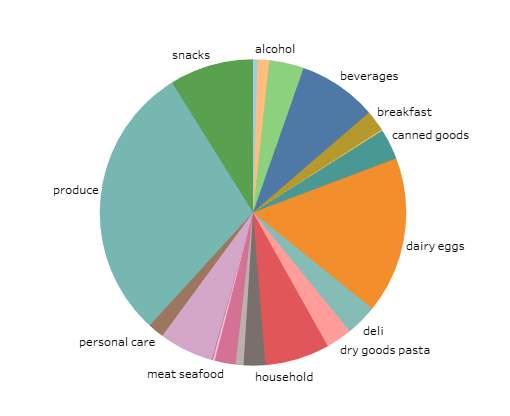 alcohol
beverages
breakfast
canned goods
dairy eggs
deli
dry goods pasta
household
meat seafood
personal care
produce
snacks